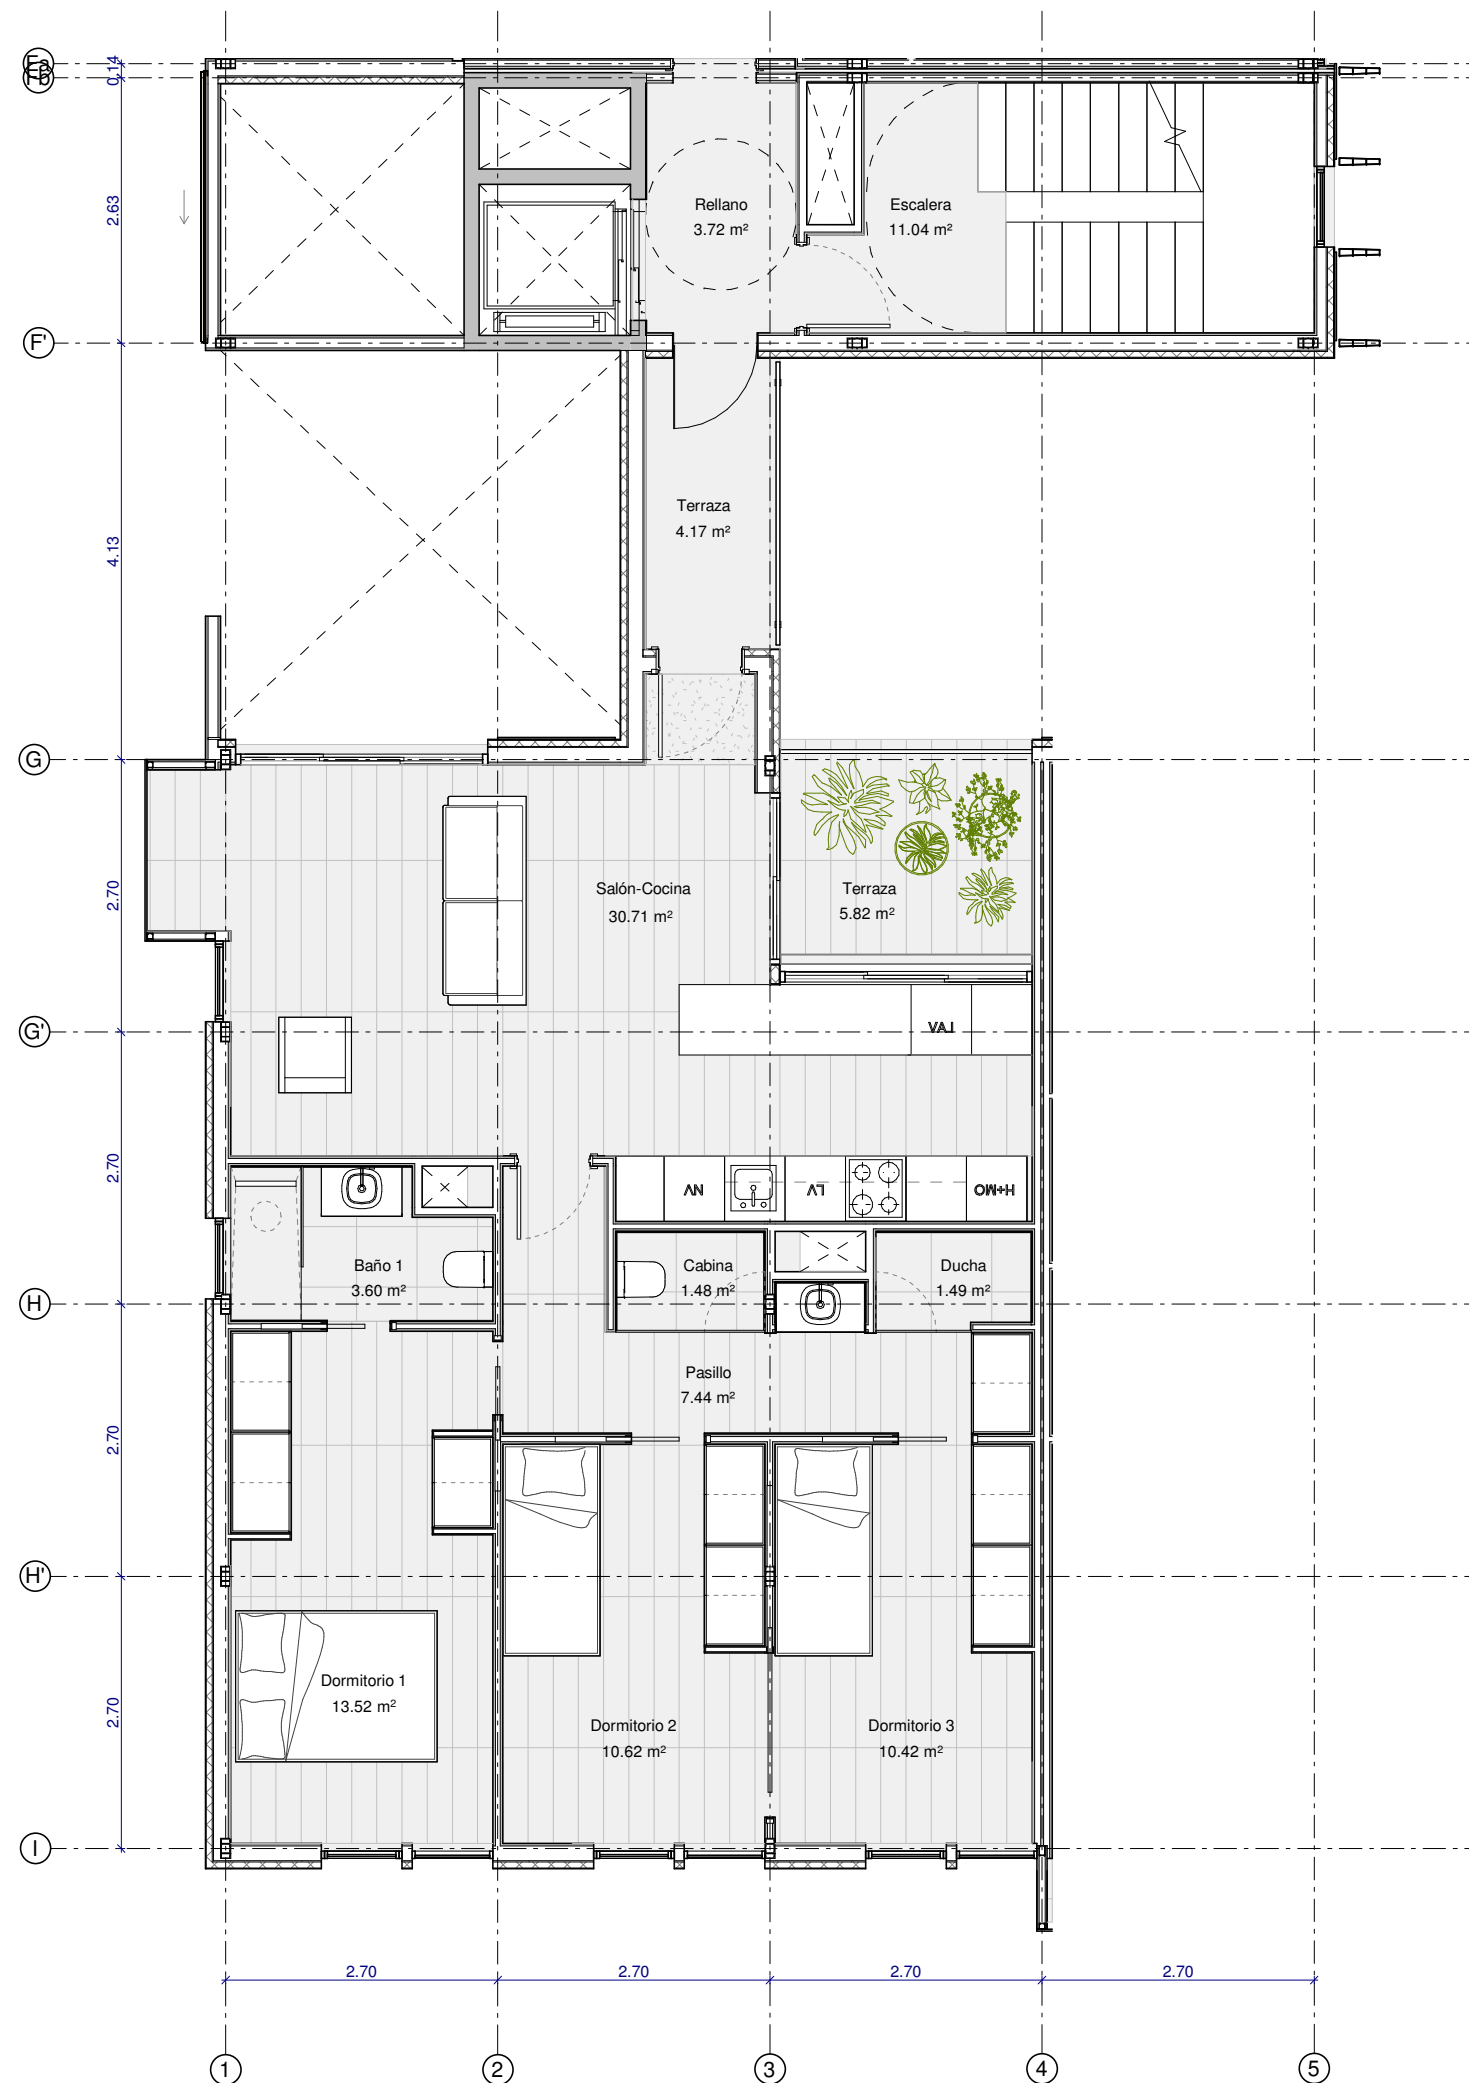 Fa
Fb
0.14
2.63
Rellano
3.72 m²
Escalera
11.04 m²
F'
4.13
Terraza
4.17 m²
G
2.70
Salón-Cocina
30.71 m²
Terraza
5.82 m²
G'
LVA
2.70
NV
LV
H+MO
Baño 1
3.60 m²
Cabina
1.48 m²
Ducha
1.49 m²
H
Pasillo
7.44 m²
2.70
H'
Dormitorio 1
13.52 m²
2.70
Dormitorio 2
10.62 m²
Dormitorio 3
10.42 m²
I
2.70
2.70
2.70
2.70
1
2
3
4
5